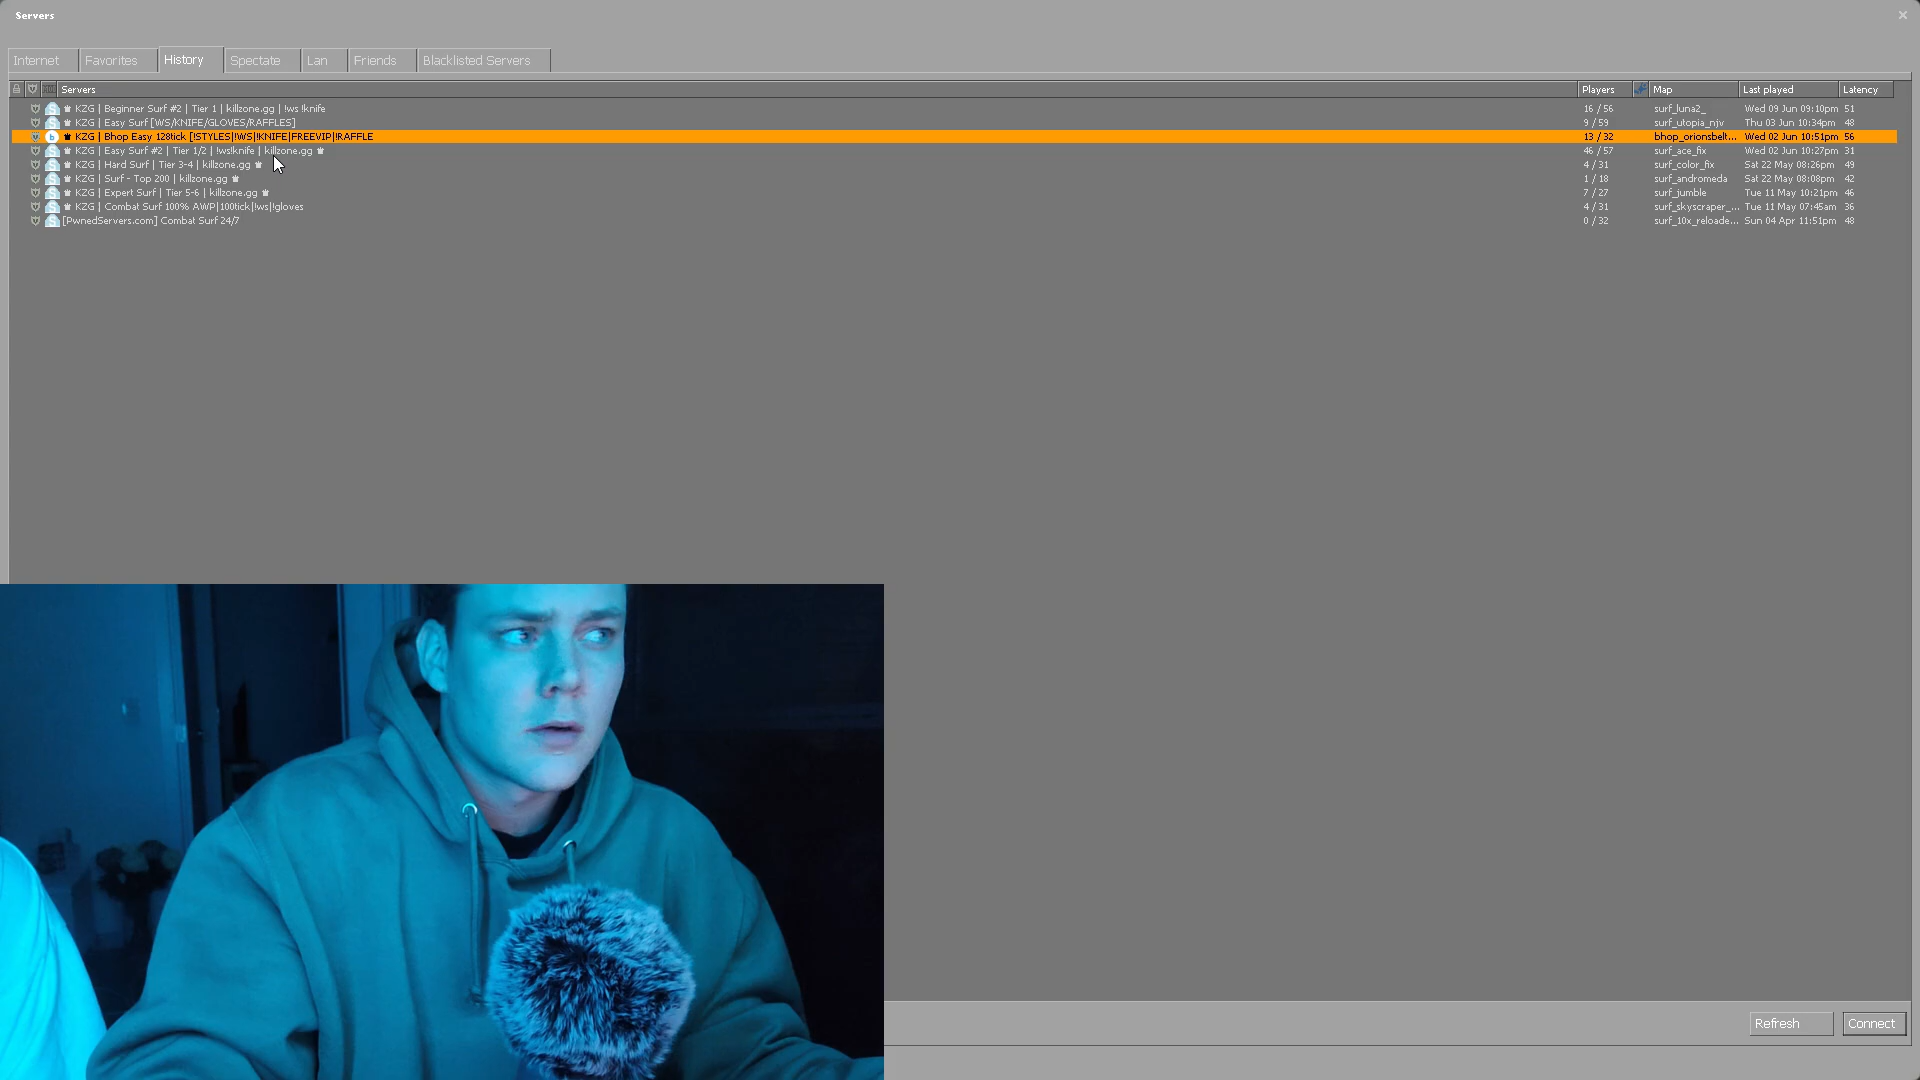 Servers
Internet Favorites History Spectate Lan Friends Blacklisted Servers
Servers Players Map Last played Latency
KZG | Beginner Surf #2 | Tier 1 | killzone.gg | !ws !knife 16 / 56 surf_luna2_ Wed 09 Jun 09:10pm 51
KZG | Easy Surf [WS/KNIFE/GLOVES/RAFFLES] 9 / 59 surf_utopia_njv Thu 03 Jun 10:34pm 48
b KZG | Bhop Easy 128tick [!STYLES|!WS|!KNIFE|FREEVIP|!RAFFLE 13 / 32 bhop_orionsbelt... Wed 02 Jun 10:51pm 56
KZG | Easy Surf #2 | Tier 1/2 | !ws!knife | killzone.gg 46 / 57 surf_ace_fix Wed 02 Jun 10:27pm 31
KZG | Hard Surf | Tier 3-4 | killzone.gg 4 / 31 surf_color_fix Sat 22 May 08:26pm 49
KZG | Surf - Top 200 | killzone.gg 1 / 18 surf_andromeda Sat 22 May 08:08pm 42
KZG | Expert Surf | Tier 5-6 | killzone.gg 7 / 27 surf_jumble Tue 11 May 10:21pm 46
KZG | Combat Surf 100% AWP|100tick|!ws|!gloves 4 / 31 surf_skyscraper_... Tue 11 May 07:45am 36
[PwnedServers.com] Combat Surf 24/7 0 / 32 surf_10x_reloade... Sun 04 Apr 11:51pm 48
Refresh Connect